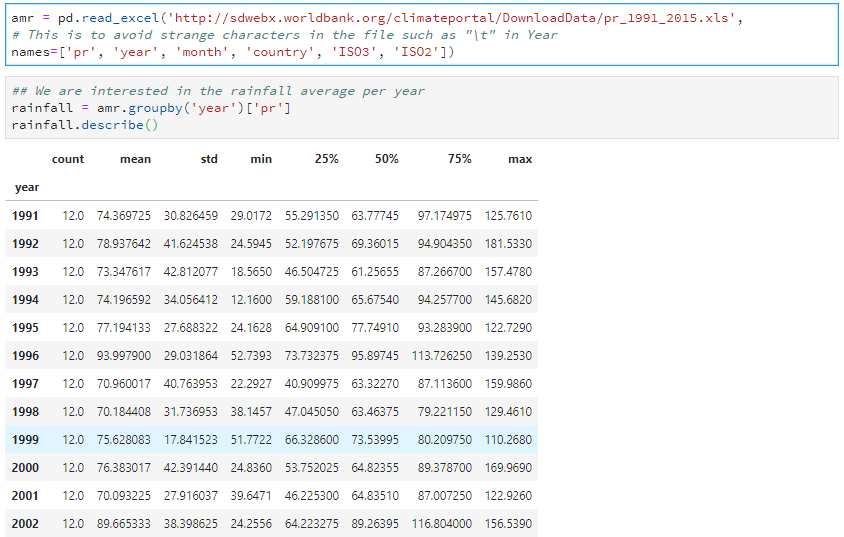 amr = pd.read_excel('http://sdwebx.worldbank.org/climateportal/DownloadData/pr_1991_2015.xls',
# This is to avoid strange characters in the file such as "\t" in Year
names=['pr', 'year', 'month', 'country', 'ISO3', 'ISO2'])
## We are interested in the rainfall average per year
rainfall = amr.groupby('year')['pr']
rainfall.describe()
count mean std min 25% 50% 75% max
year
1991 12.0 74.369725 30.826459 29.0172 55.291350 63.77745 97.174975 125.7610
1992 12.0 78.937642 41.624538 24.5945 52.197675 69.36015 94.904350 181.5330
1993 12.0 73.347617 42.812077 18.5650 46.504725 61.25655 87.266700 157.4780
1994 12.0 74.196592 34.056412 12.1600 59.188100 65.67540 94.257700 145.6820
1995 12.0 77.194133 27.688322 24.1628 64.909100 77.74910 93.283900 122.7290
1996 12.0 93.997900 29.031864 52.7393 73.732375 95.89745 113.726250 139.2530
1997 12.0 70.960017 40.763953 22.2927 40.909975 63.32270 87.113600 159.9860
1998 12.0 70.184408 31.736953 38.1457 47.045050 63.46375 79.221150 129.4610
1999 12.0 75.628083 17.841523 51.7722 66.328600 73.53995 80.209750 110.2680
2000 12.0 76.383017 42.391440 24.8360 53.752025 64.82355 89.378700 169.9690
2001 12.0 70.093225 27.916037 39.6471 46.225300 64.83510 87.007250 122.9260
2002 12.0 89.665333 38.398625 24.2556 64.223275 89.26395 116.804000 156.5390